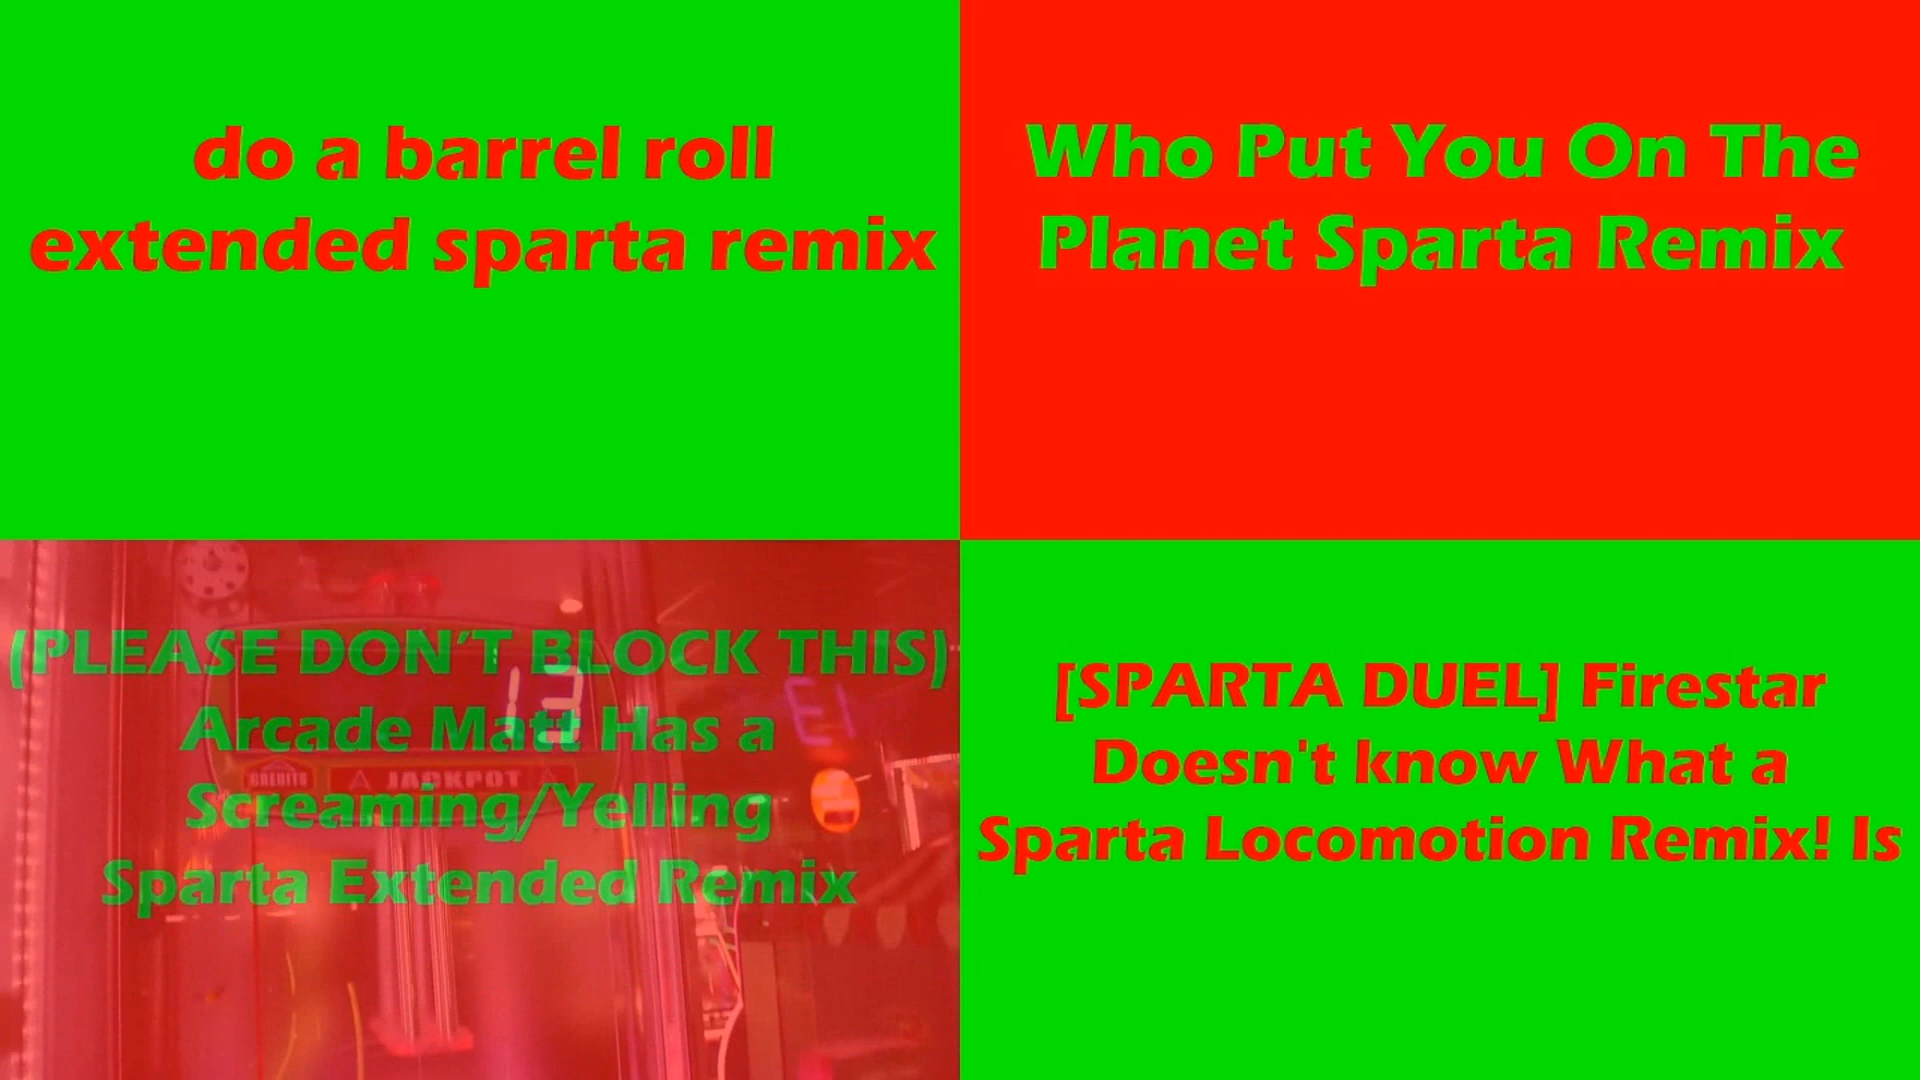 do a barrel roll
extended sparta remix
Who Put You On The
Planet Sparta Remix
(PLEASE DON'T BLOCK THIS)
Arcade Matt Has a
Screaming/Yelling
Sparta Extended Remix
13
E1
CREDITS
JACKPOT
[SPARTA DUEL] Firestar
Doesn't know What a
Sparta Locomotion Remix! Is